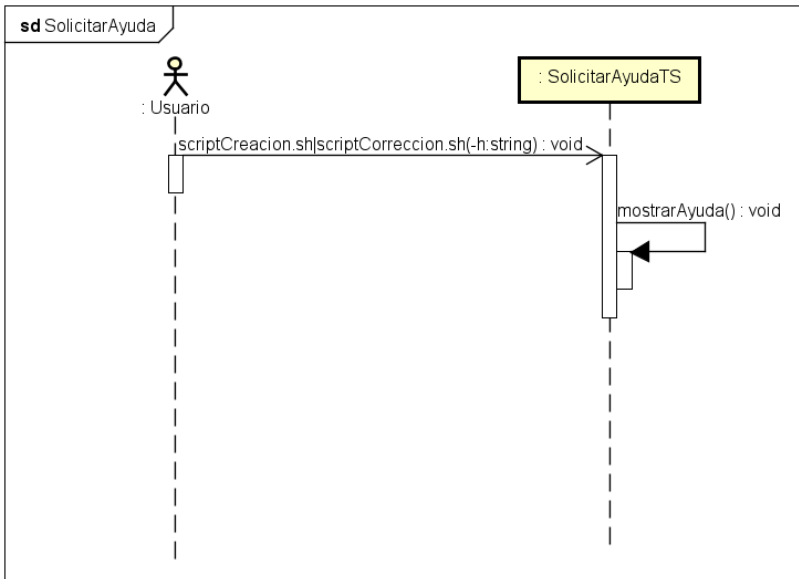 sd SolicitarAyuda
: Usuario
: SolicitarAyudaTS
scriptCreacion.sh|scriptCorreccion.sh(-h:string) : void
mostrarAyuda() : void